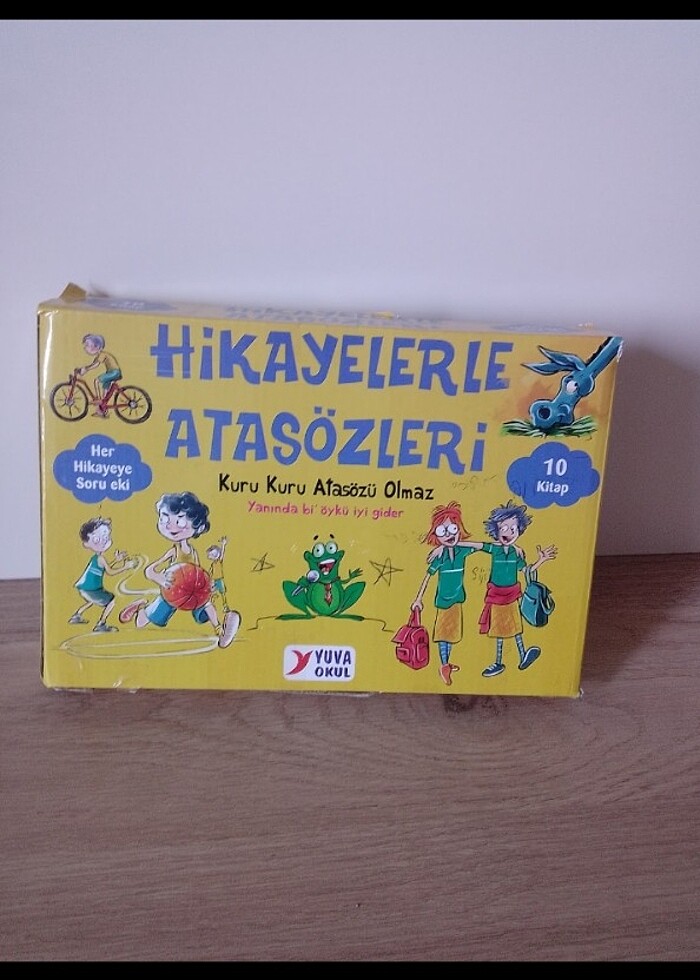 HİKAYELERLE
ATASÖZLERİ
Kuru Kuru Atasözü Olmaz
Yanında bi' öykü iyi gider
Her
Hikayeye
Soru eki
10
Kitap
YUVA
OKUL